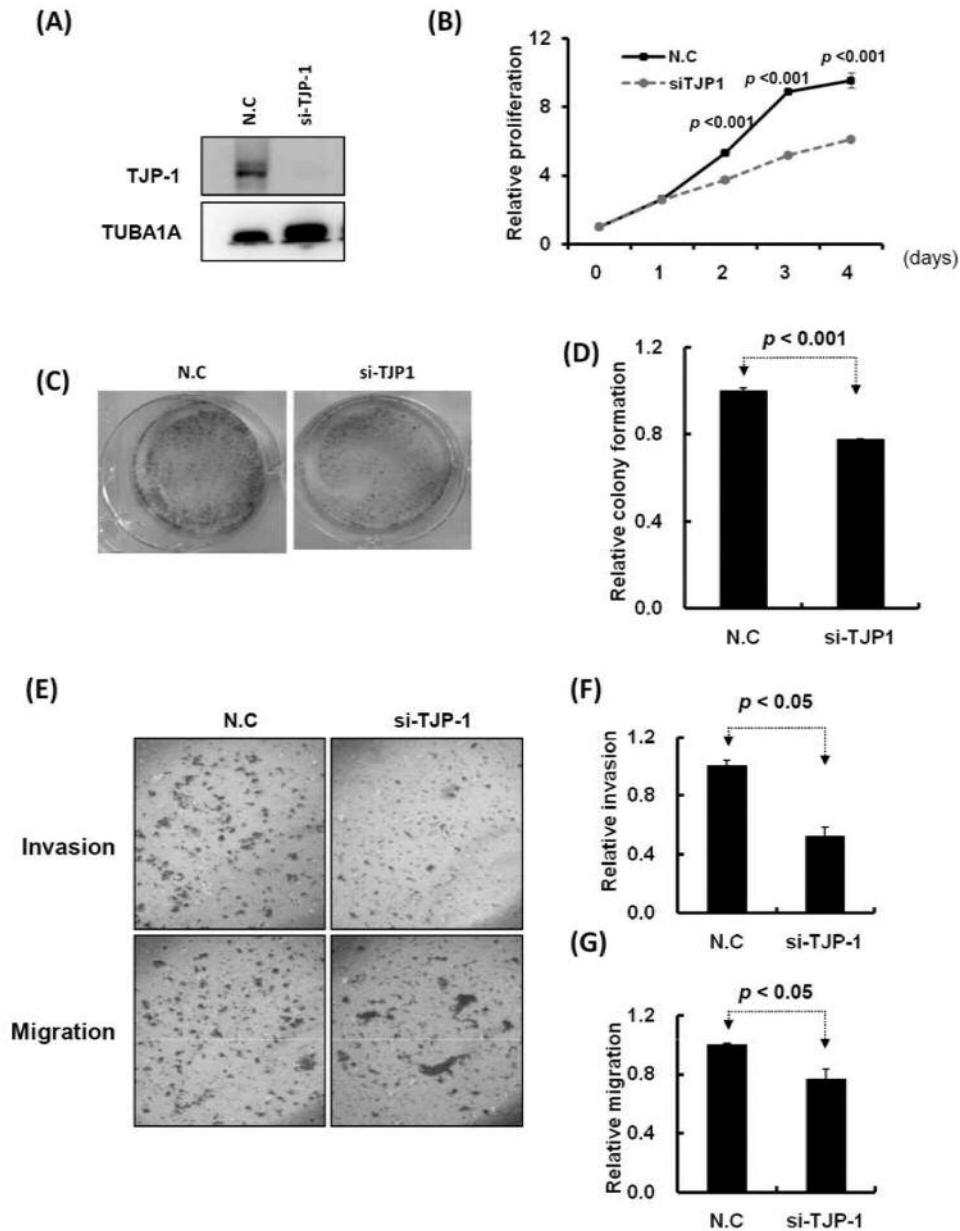 (A)
N.C
si-TJP-1
TJP-1
TUBA1A
(B)
N.C
siTJP1
p <0.001
p <0.001
p <0.001
Relative proliferation
12
8
4
0
0 1 2 3 4 (days)
(C)
N.C si-TJP1
(D)
p < 0.001
Relative colony formation
1.2
0.8
0.4
0.0
N.C si-TJP1
(E)
N.C si-TJP-1
Invasion
Migration
(F)
p < 0.05
Relative invasion
1.2
0.8
0.4
0.0
N.C si-TJP-1
(G)
p < 0.05
Relative migration
1.2
0.8
0.4
0.0
N.C si-TJP-1